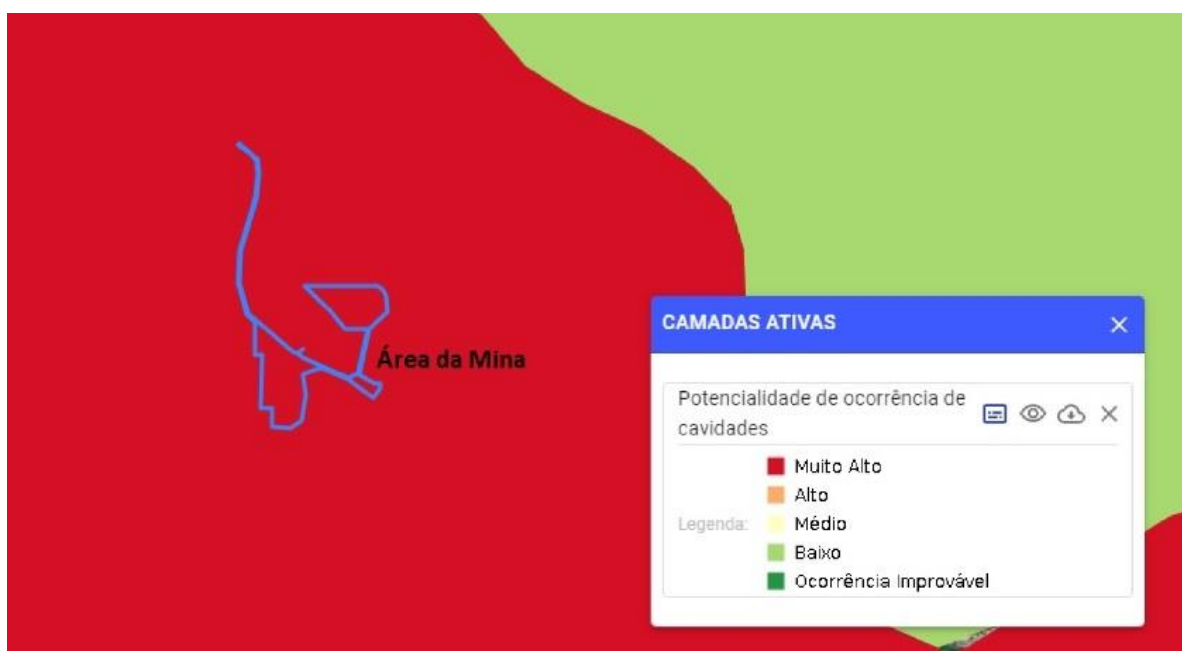 Área da Mina
CAMADAS ATIVAS
Potencialidade de ocorrência de
cavidades
Legenda:
Muito Alto
Alto
Médio
Baixo
Ocorrência Improvável